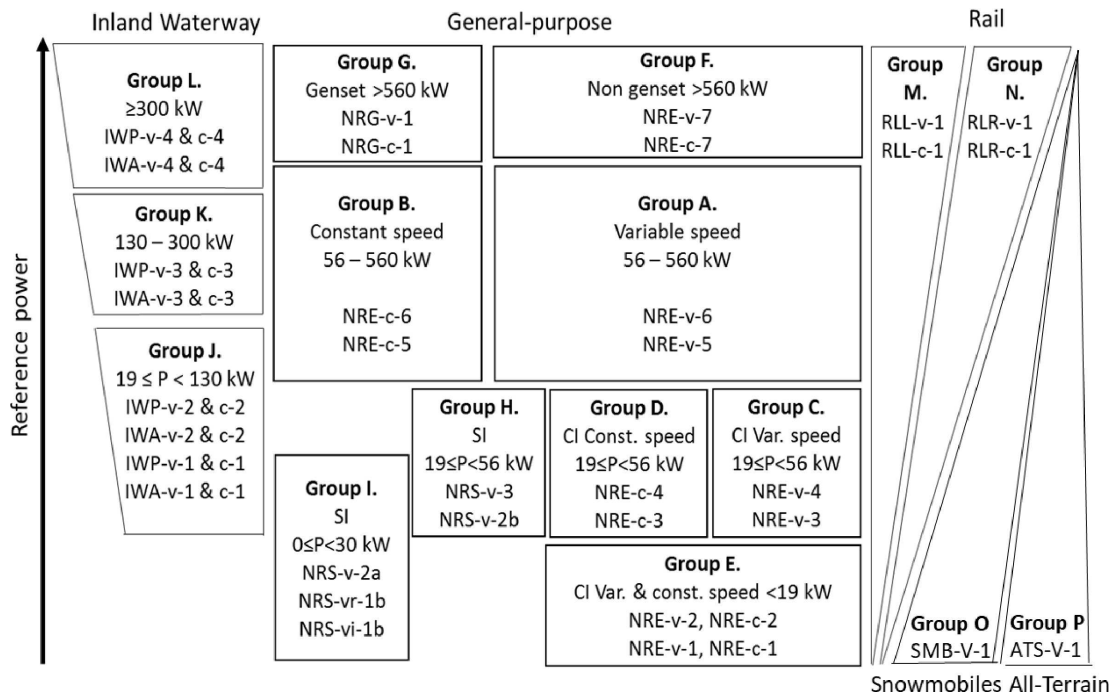 Inland Waterway
General-purpose
Rail
Reference power
Group L.
≥300 kW
IWP-v-4 & c-4
IWA-v-4 & c-4
Group K.
130 – 300 kW
IWP-v-3 & c-3
IWA-v-3 & c-3
Group J.
19 ≤ P < 130 kW
IWP-v-2 & c-2
IWA-v-2 & c-2
IWP-v-1 & c-1
IWA-v-1 & c-1
Group G.
Genset >560 kW
NRG-v-1
NRG-c-1
Group F.
Non genset >560 kW
NRE-v-7
NRE-c-7
Group B.
Constant speed
56 – 560 kW
NRE-c-6
NRE-c-5
Group A.
Variable speed
56 – 560 kW
NRE-v-6
NRE-v-5
Group I.
SI
0≤P<30 kW
NRS-v-2a
NRS-vr-1b
NRS-vi-1b
Group H.
SI
19≤P<56 kW
NRS-v-3
NRS-v-2b
Group D.
CI Const. speed
19≤P<56 kW
NRE-c-4
NRE-c-3
Group C.
CI Var. speed
19≤P<56 kW
NRE-v-4
NRE-v-3
Group E.
CI Var. & const. speed <19 kW
NRE-v-2, NRE-c-2
NRE-v-1, NRE-c-1
Group
M.
RLL-v-1
RLL-c-1
Group
N.
RLR-v-1
RLR-c-1
Group O
SMB-V-1
Group P
ATS-V-1
Snowmobiles
All-Terrain